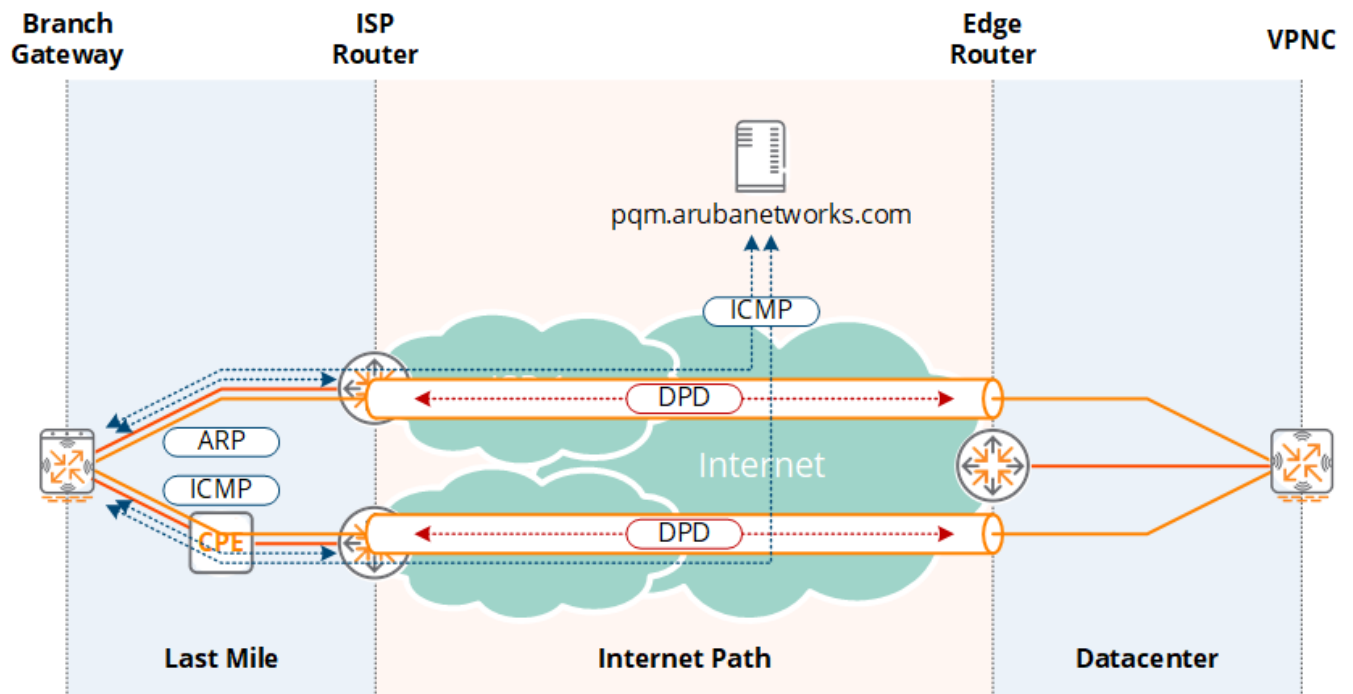 Branch
Gateway
ISP
Router
Edge
Router
VPNC
pqm.arubanetworks.com
ICMP
DPD
ARP
Internet
ICMP
DPD
CPE
Last Mile
Internet Path
Datacenter